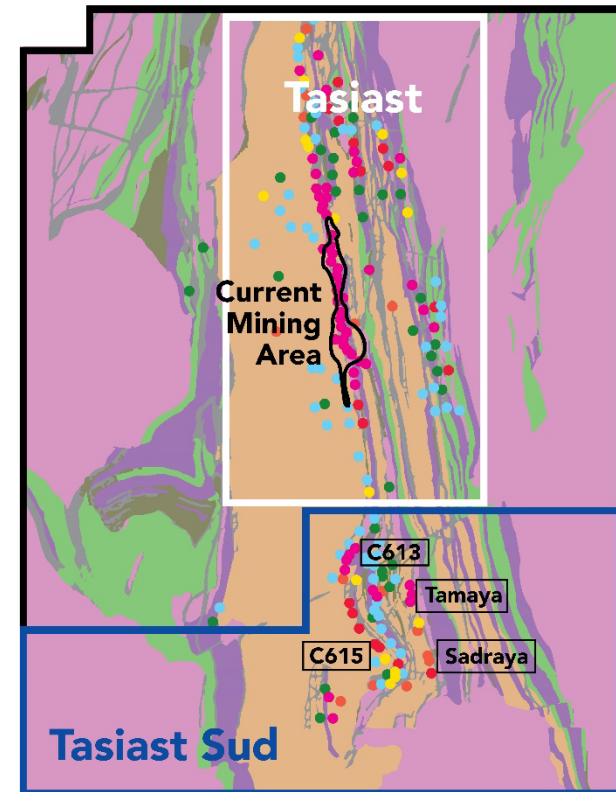 Tasiast
Current
Mining
Area
C613
Tamaya
C615
Sadraya
Tasiast Sud